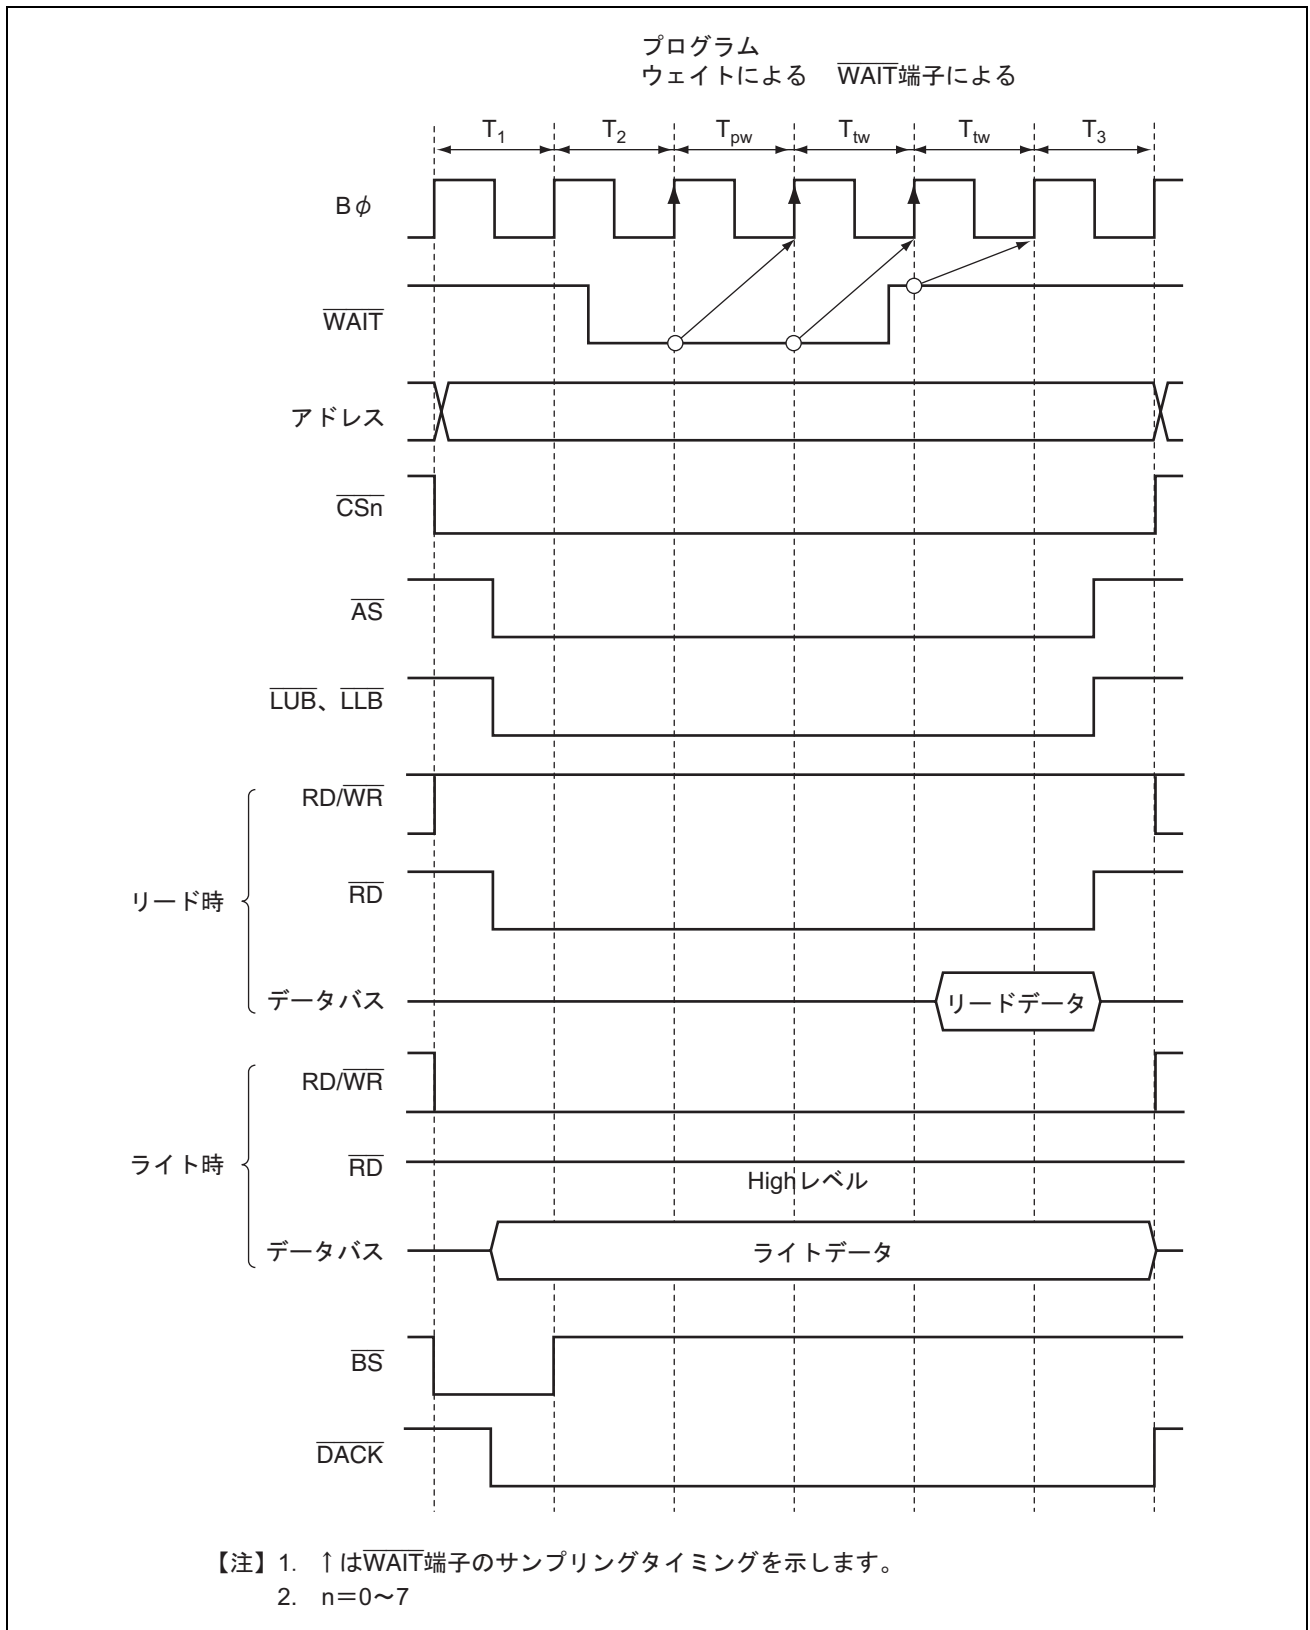 プログラム
ウェイトによる WAIT端子による
T1 T2 Tpw Ttw Ttw T3
Bφ
WAIT
アドレス
CSn
AS
LUB、LLB
RD/WR
リード時
RD
データバス
リードデータ
RD/WR
ライト時
RD
Highレベル
データバス
ライトデータ
BS
DACK
【注】1. ↑はWAIT端子のサンプリングタイミングを示します。
2. n＝0～7